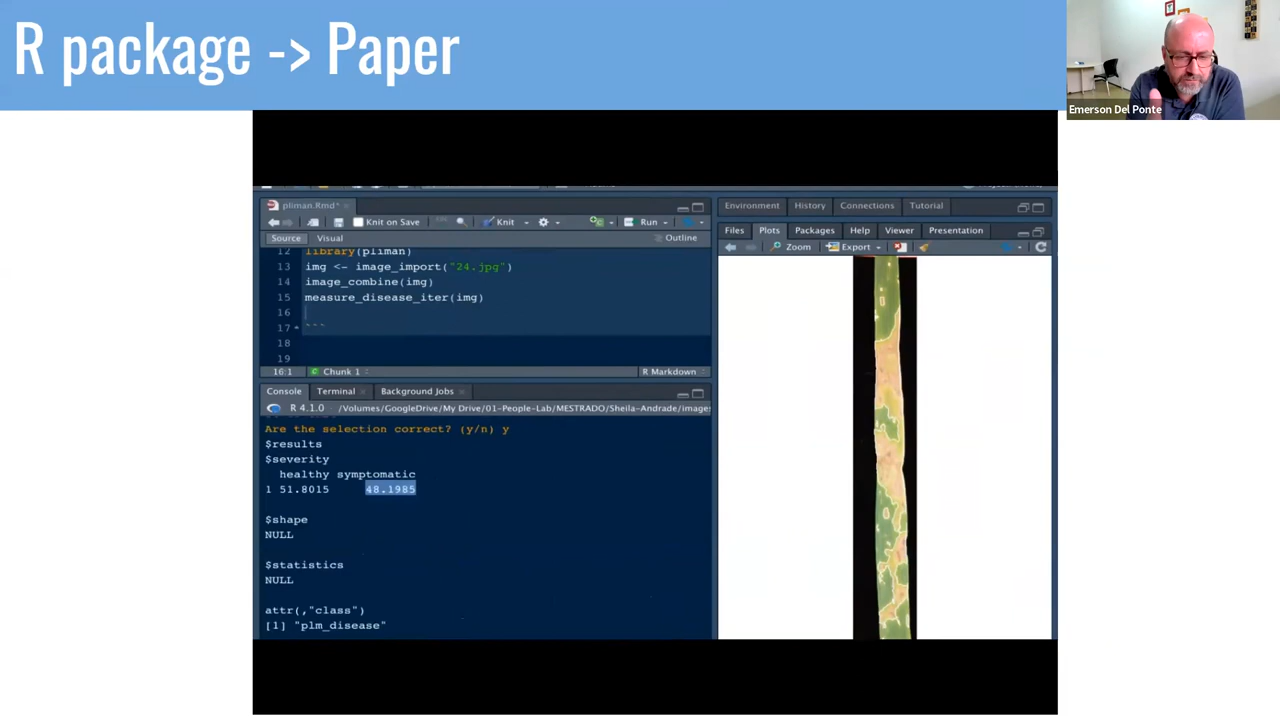 R package -> Paper
Emerson Del Ponte
pliman.Rmd*
Knit on Save
Knit
Run
Source
Visual
Outline
12 library(pliman)
13 img <- image_import("24.jpg")
14 image_combine(img)
15 measure_disease_iter(img)
16
17 ```
18
19
16:1
Chunk 1
R Markdown
Console
Terminal
Background Jobs
R 4.1.0 · /Volumes/GoogleDrive/My Drive/01-People-Lab/MESTRADO/Sheila-Andrade/images
Are the selection correct? (y/n) y
$results
$severity
healthy symptomatic
1 51.8015 48.1985
$shape
NULL
$statistics
NULL
attr(,"class")
[1] "plm_disease"
Environment
History
Connections
Tutorial
Files
Plots
Packages
Help
Viewer
Presentation
Zoom
Export